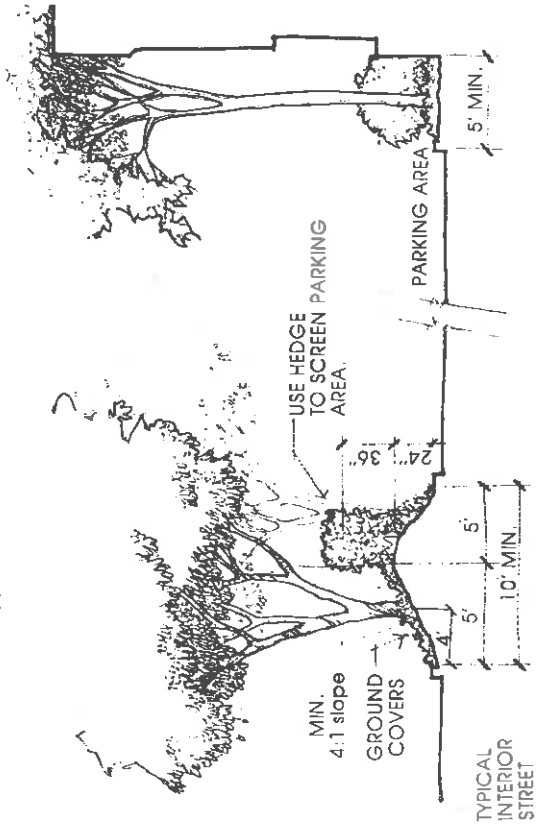 MIN.
4:1 slope
GROUND
COVERS
TYPICAL
INTERIOR
STREET
4'
5'
5'
10' MIN.
USE HEDGE
TO SCREEN PARKING
AREA.
36"
24"
PARKING AREA
5' MIN.